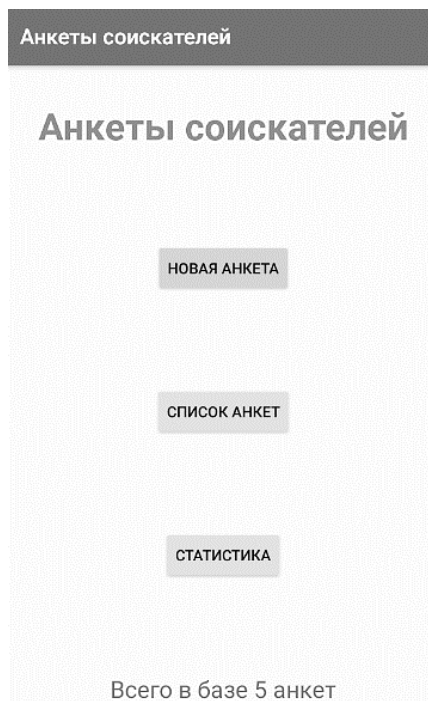 Анкеты соискателей
Анкеты соискателей
НОВАЯ АНКЕТА
СПИСОК АНКЕТ
СТАТИСТИКА
Всего в базе 5 анкет